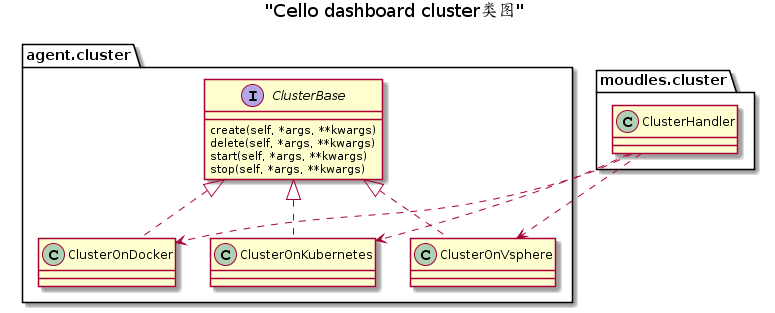 "Cello dashboard cluster类图"
agent.cluster
I ClusterBase
create(self, *args, **kwargs)
delete(self, *args, **kwargs)
start(self, *args, **kwargs)
stop(self, *args, **kwargs)
moudles.cluster
C ClusterHandler
C ClusterOnDocker
C ClusterOnKubernetes
C ClusterOnVsphere